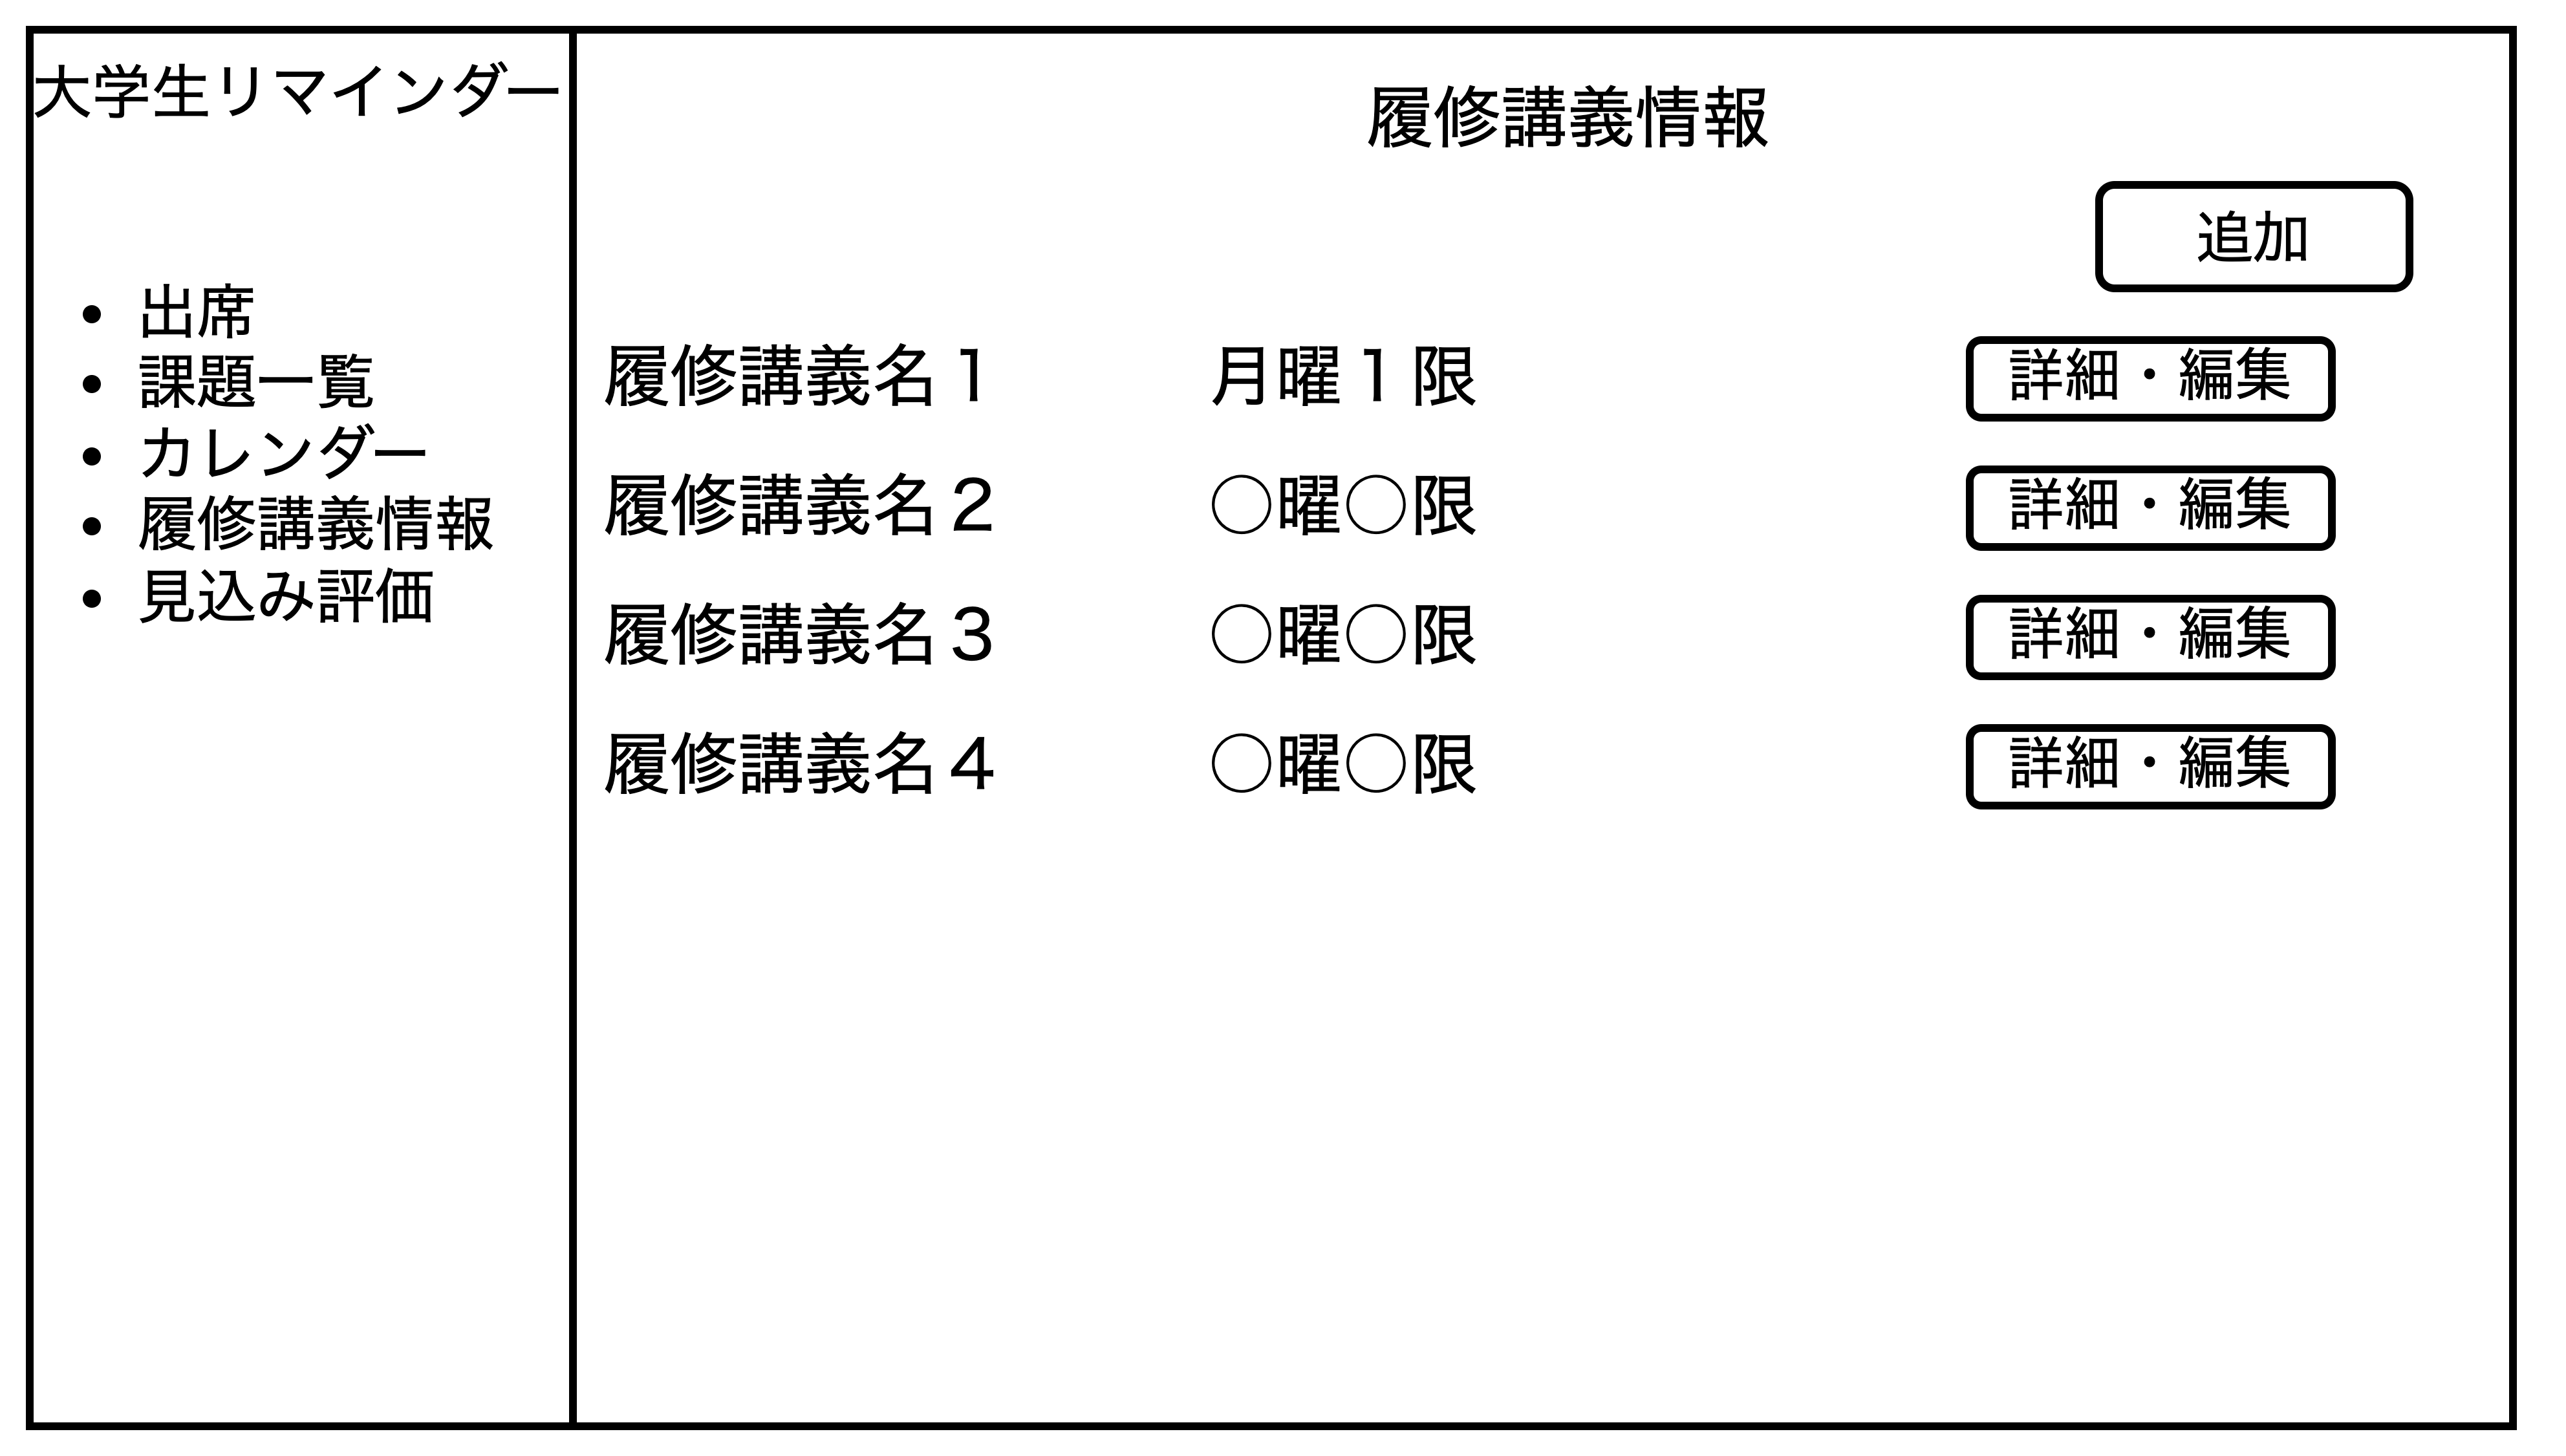 大学生リマインダー
• 出席
• 課題一覧
• カレンダー
• 履修講義情報
• 見込み評価
履修講義情報
追加
履修講義名１ 月曜１限 詳細・編集
履修講義名２ ◯曜◯限 詳細・編集
履修講義名３ ◯曜◯限 詳細・編集
履修講義名４ ◯曜◯限 詳細・編集